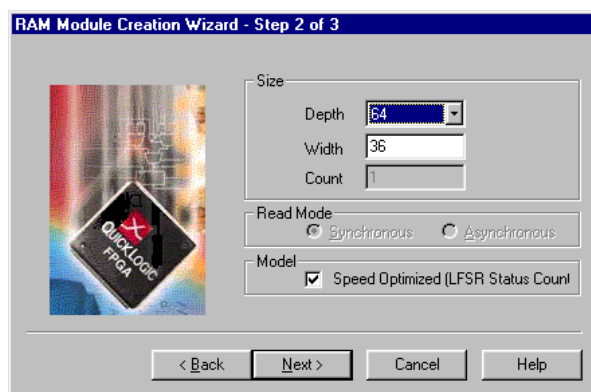 RAM Module Creation Wizard - Step 2 of 3
Size
Depth 64
Width 36
Count 1
Read Mode
Synchronous Asynchronous
Model
Speed Optimized (LFSR Status Count
QUICKLOGIC
FPGA
< Back Next > Cancel Help